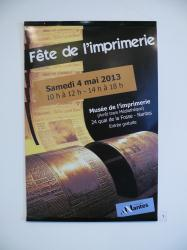 Fête de l'imprimerie
Samedi 4 mai 2013
10 h à 12 h - 14 h à 18 h
Musée de l'imprimerie
24 quai de la Fosse - Nantes
Entrée gratuite
Nantes